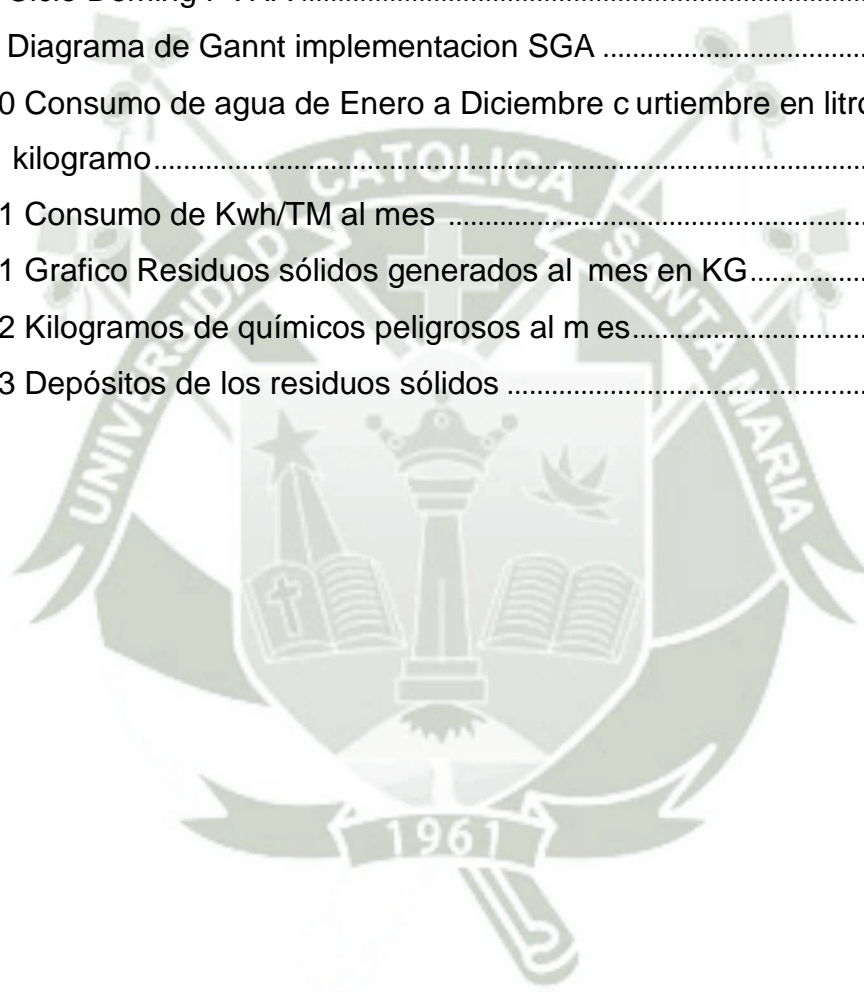 Diagrama de Gannt implementacion SGA ........................................
0 Consumo de agua de Enero a Diciembre c urtiembre en litro
kilogramo................................................................................
1 Consumo de Kwh/TM al mes ................................................
1 Grafico Residuos sólidos generados al mes en KG..............
2 Kilogramos de químicos peligrosos al m es...........................
3 Depósitos de los residuos sólidos ..........................................
UNIVERSIDAD CATOLICA SANTA MARIA
1961